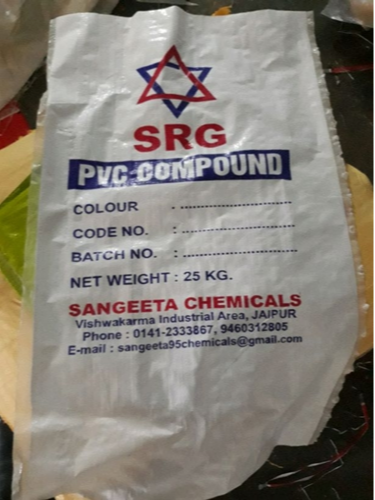 SRG
PVC COMPOUND
COLOUR : ..............................
CODE NO. : ..............................
BATCH NO. : ..............................
NET WEIGHT : 25 KG.
SANGEETA CHEMICALS
Vishwakarma Industrial Area, JAIPUR
Phone : 0141-2333867, 9460312805
E-mail : sangeeta95chemicals@gmail.com